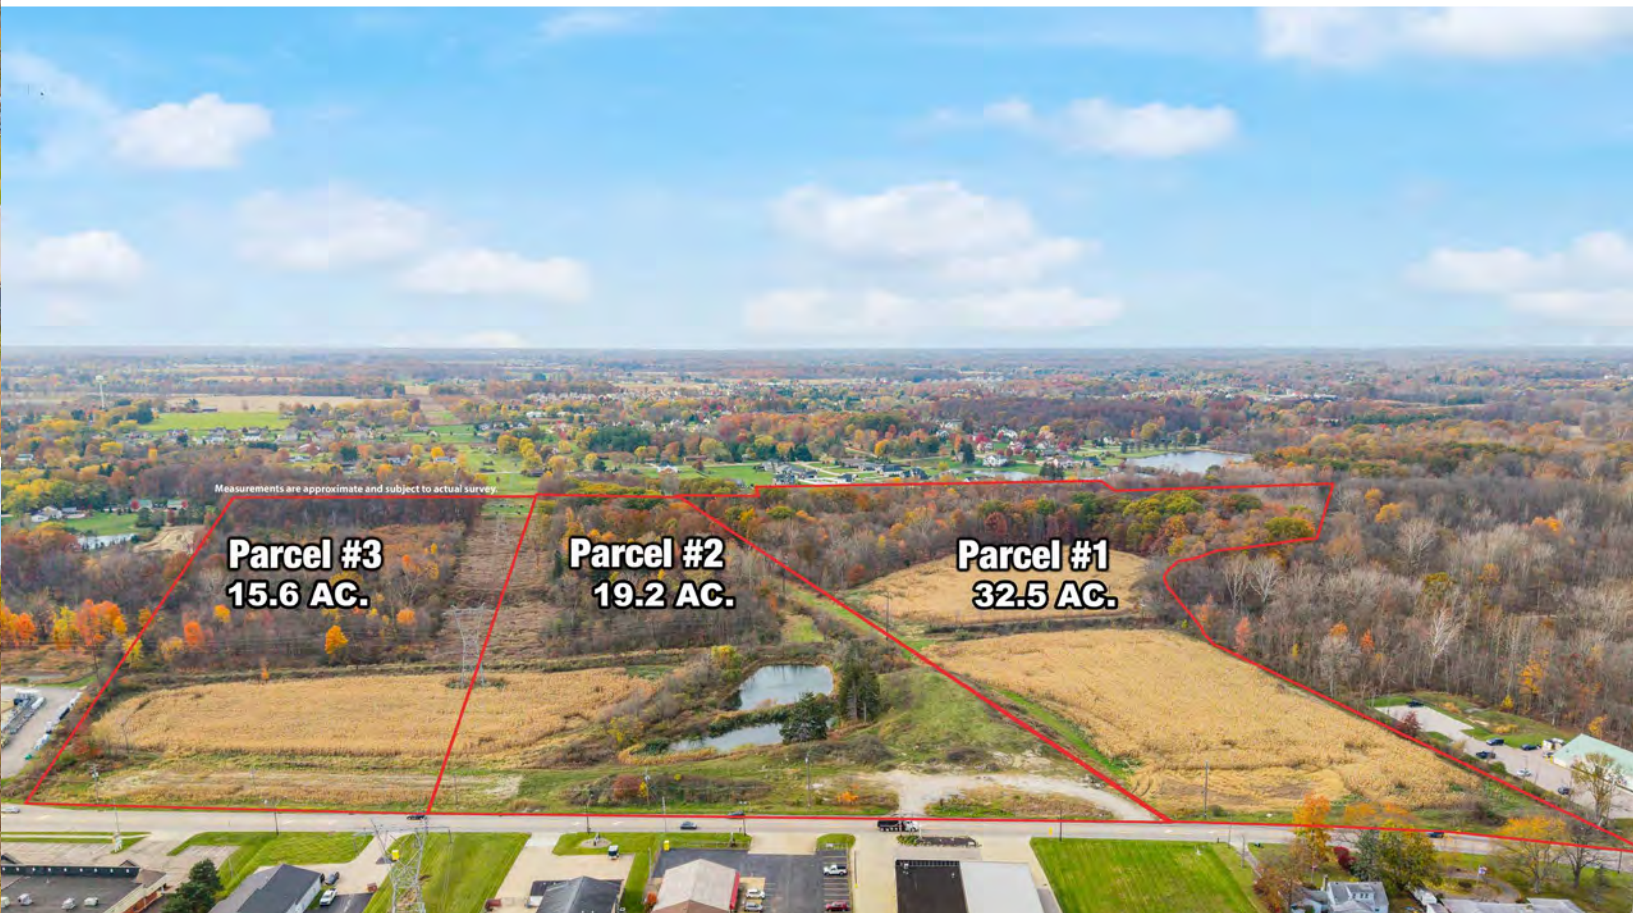 Measurements are approximate and subject to actual survey.
Parcel #3
15.6 AC.
Parcel #2
19.2 AC.
Parcel #1
32.5 AC.